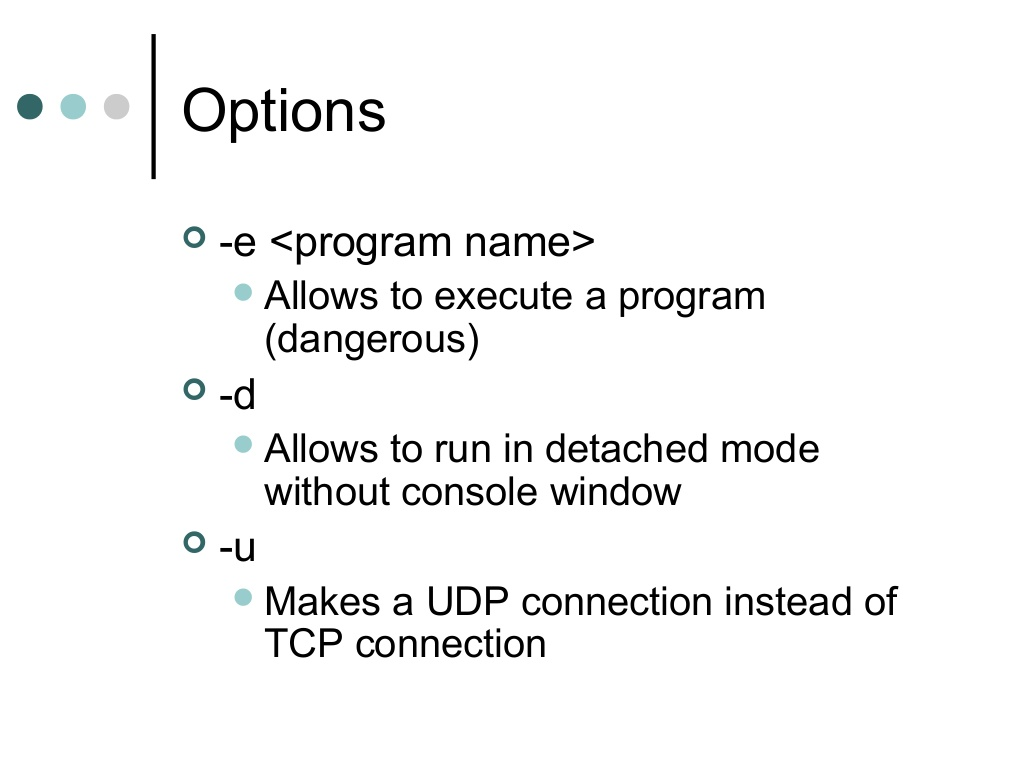 Options
-e <program name>
Allows to execute a program
(dangerous)
-d
Allows to run in detached mode
without console window
-u
Makes a UDP connection instead of
TCP connection